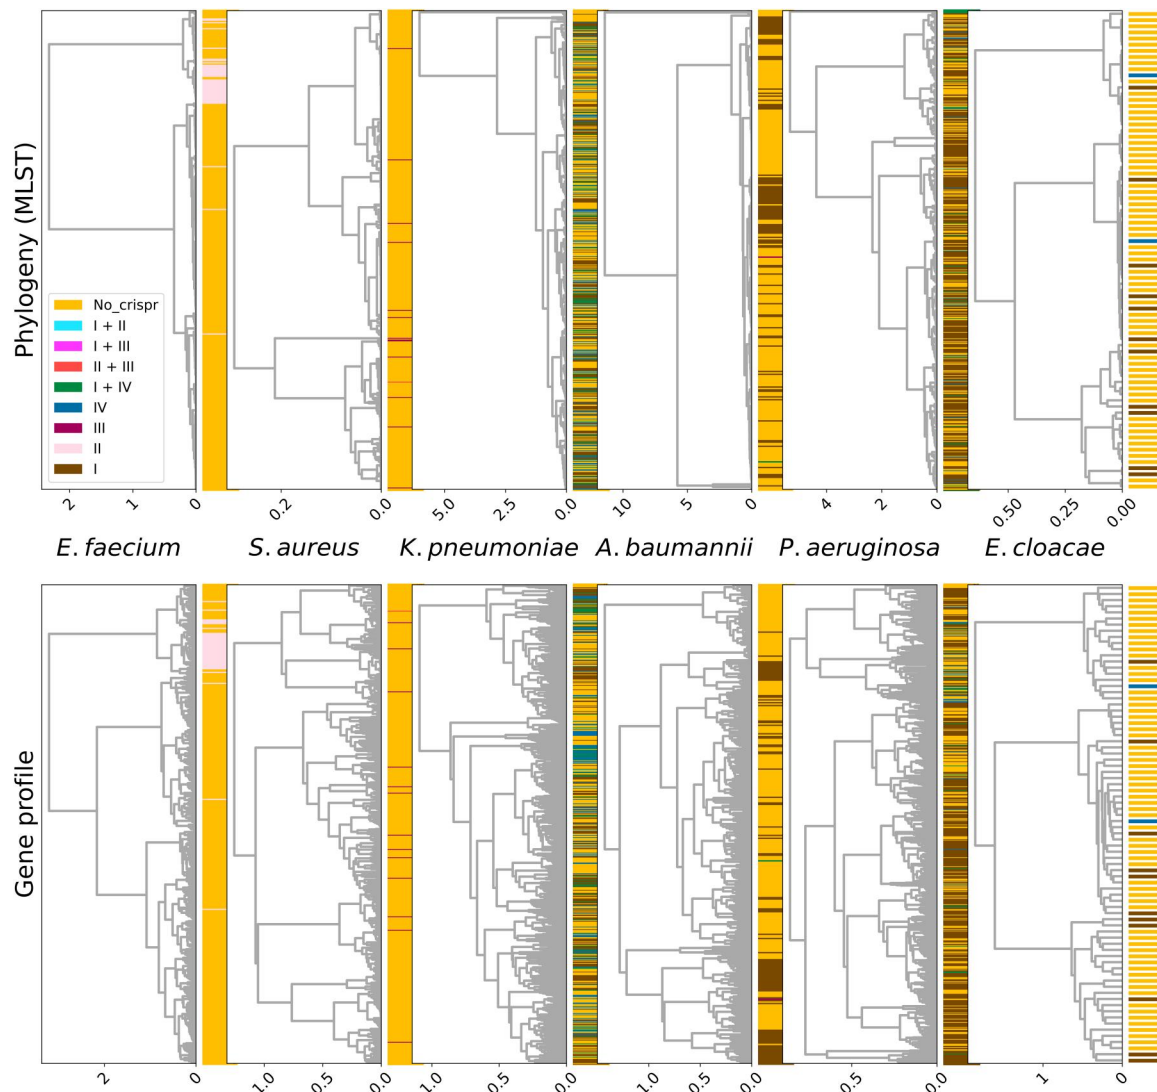 Phylogeny (MLST)
No_crispr
I + II
I + III
II + III
I + IV
IV
III
II
I
2 1 0 0.2 0.0 5.0 2.5 0.0 10 5 0 4 2 0 0.50 0.25 0.00
E. faecium S. aureus K. pneumoniae A. baumannii P. aeruginosa E. cloacae
Gene profile
2 0 1.0 0.5 0.0 1.0 0.5 0.0 1.0 0.5 0.0 0.5 0.0 1 0